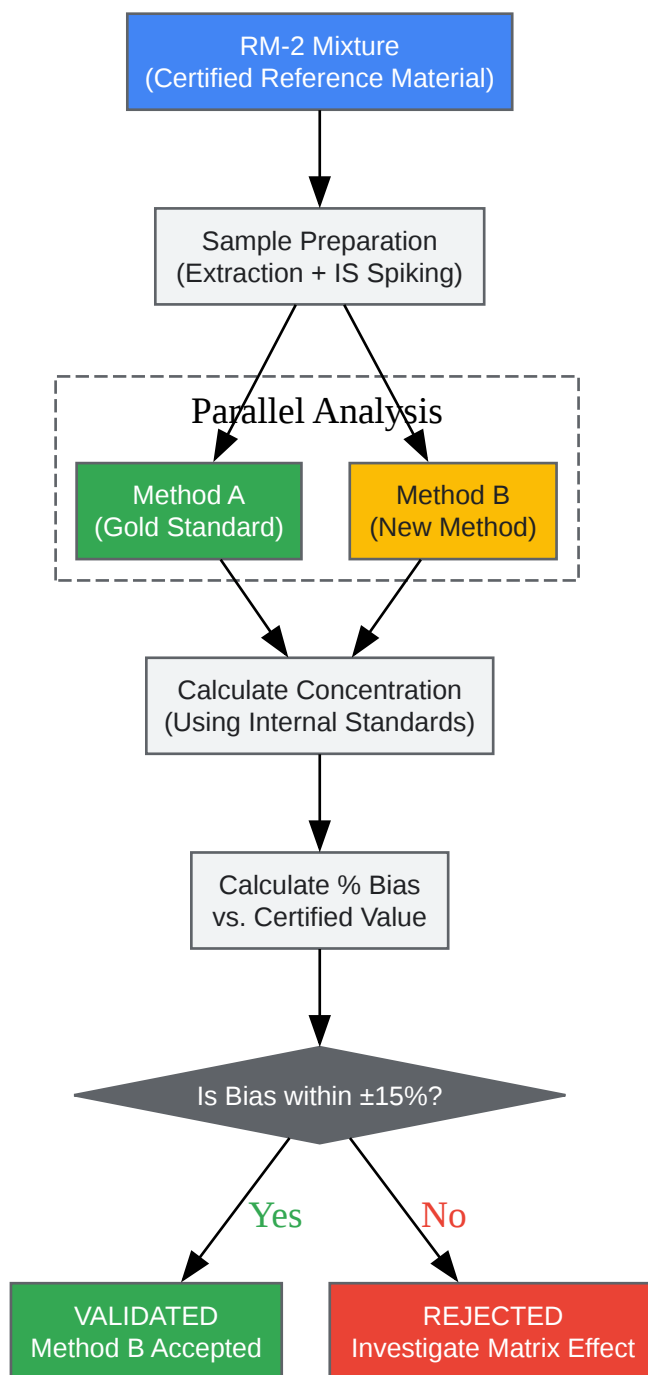 RM-2 Mixture
(Certified Reference Material)
Sample Preparation
(Extraction + IS Spiking)
Parallel Analysis
Method A
(Gold Standard)
Method B
(New Method)
Calculate Concentration
(Using Internal Standards)
Calculate % Bias
vs. Certified Value
Is Bias within ±15%?
Yes
No
VALIDATED
Method B Accepted
REJECTED
Investigate Matrix Effect